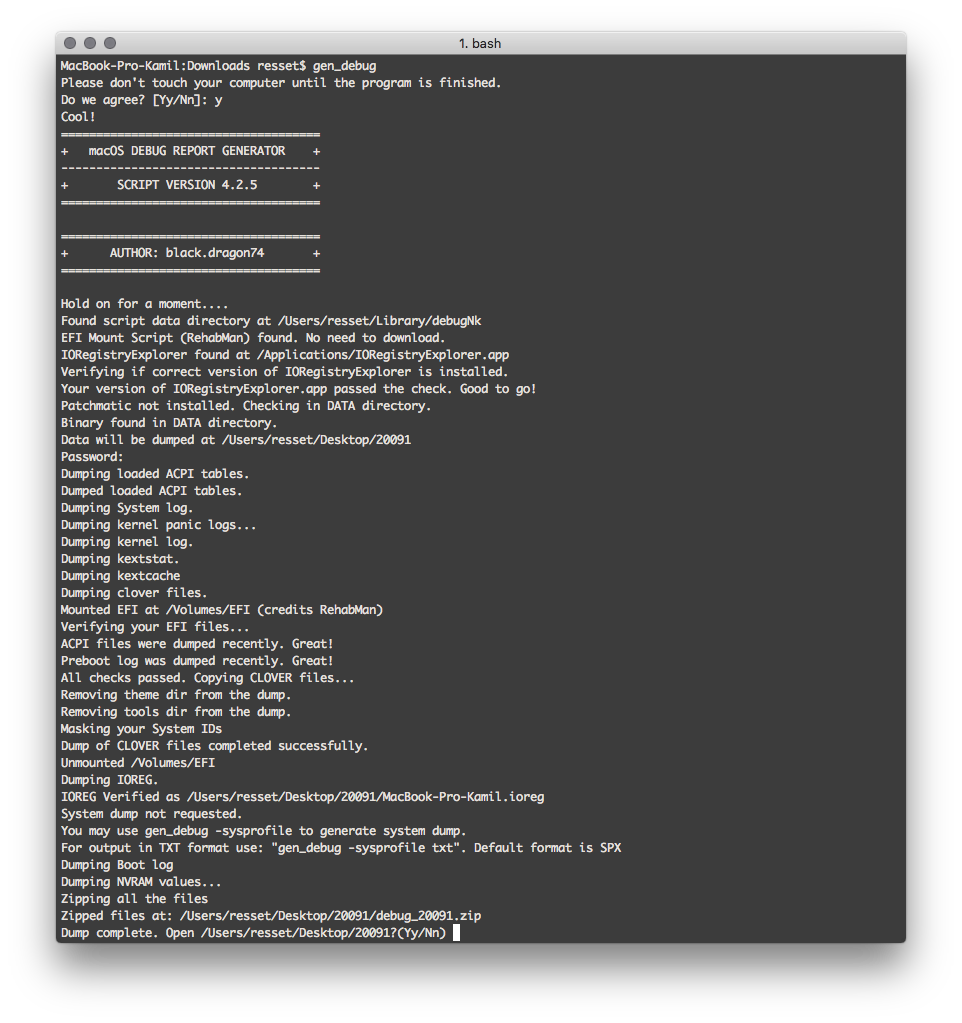 1. bash
MacBook-Pro-Kamil:Downloads resset$ gen_debug
Please don't touch your computer until the program is finished.
Do we agree? [Yy/Nn]: y
Cool!
=====================================
+   macOS DEBUG REPORT GENERATOR    +
-------------------------------------
+       SCRIPT VERSION 4.2.5        +
=====================================
=====================================
+      AUTHOR: black.dragon74       +
=====================================
Hold on for a moment....
Found script data directory at /Users/resset/Library/debugNk
EFI Mount Script (RehabMan) found. No need to download.
IORegistryExplorer found at /Applications/IORegistryExplorer.app
Verifying if correct version of IORegistryExplorer is installed.
Your version of IORegistryExplorer.app passed the check. Good to go!
Patchmatic not installed. Checking in DATA directory.
Binary found in DATA directory.
Data will be dumped at /Users/resset/Desktop/20091
Password:
Dumping loaded ACPI tables.
Dumped loaded ACPI tables.
Dumping System log.
Dumping kernel panic logs...
Dumping kernel log.
Dumping kextstat.
Dumping kextcache
Dumping clover files.
Mounted EFI at /Volumes/EFI (credits RehabMan)
Verifying your EFI files...
ACPI files were dumped recently. Great!
Preboot log was dumped recently. Great!
All checks passed. Copying CLOVER files...
Removing theme dir from the dump.
Removing tools dir from the dump.
Masking your System IDs
Dump of CLOVER files completed successfully.
Unmounted /Volumes/EFI
Dumping IOREG.
IOREG Verified as /Users/resset/Desktop/20091/MacBook-Pro-Kamil.ioreg
System dump not requested.
You may use gen_debug -sysprofile to generate system dump.
For output in TXT format use: "gen_debug -sysprofile txt". Default format is SPX
Dumping Boot log
Dumping NVRAM values...
Zipping all the files
Zipped files at: /Users/resset/Desktop/20091/debug_20091.zip
Dump complete. Open /Users/resset/Desktop/20091?(Yy/Nn)